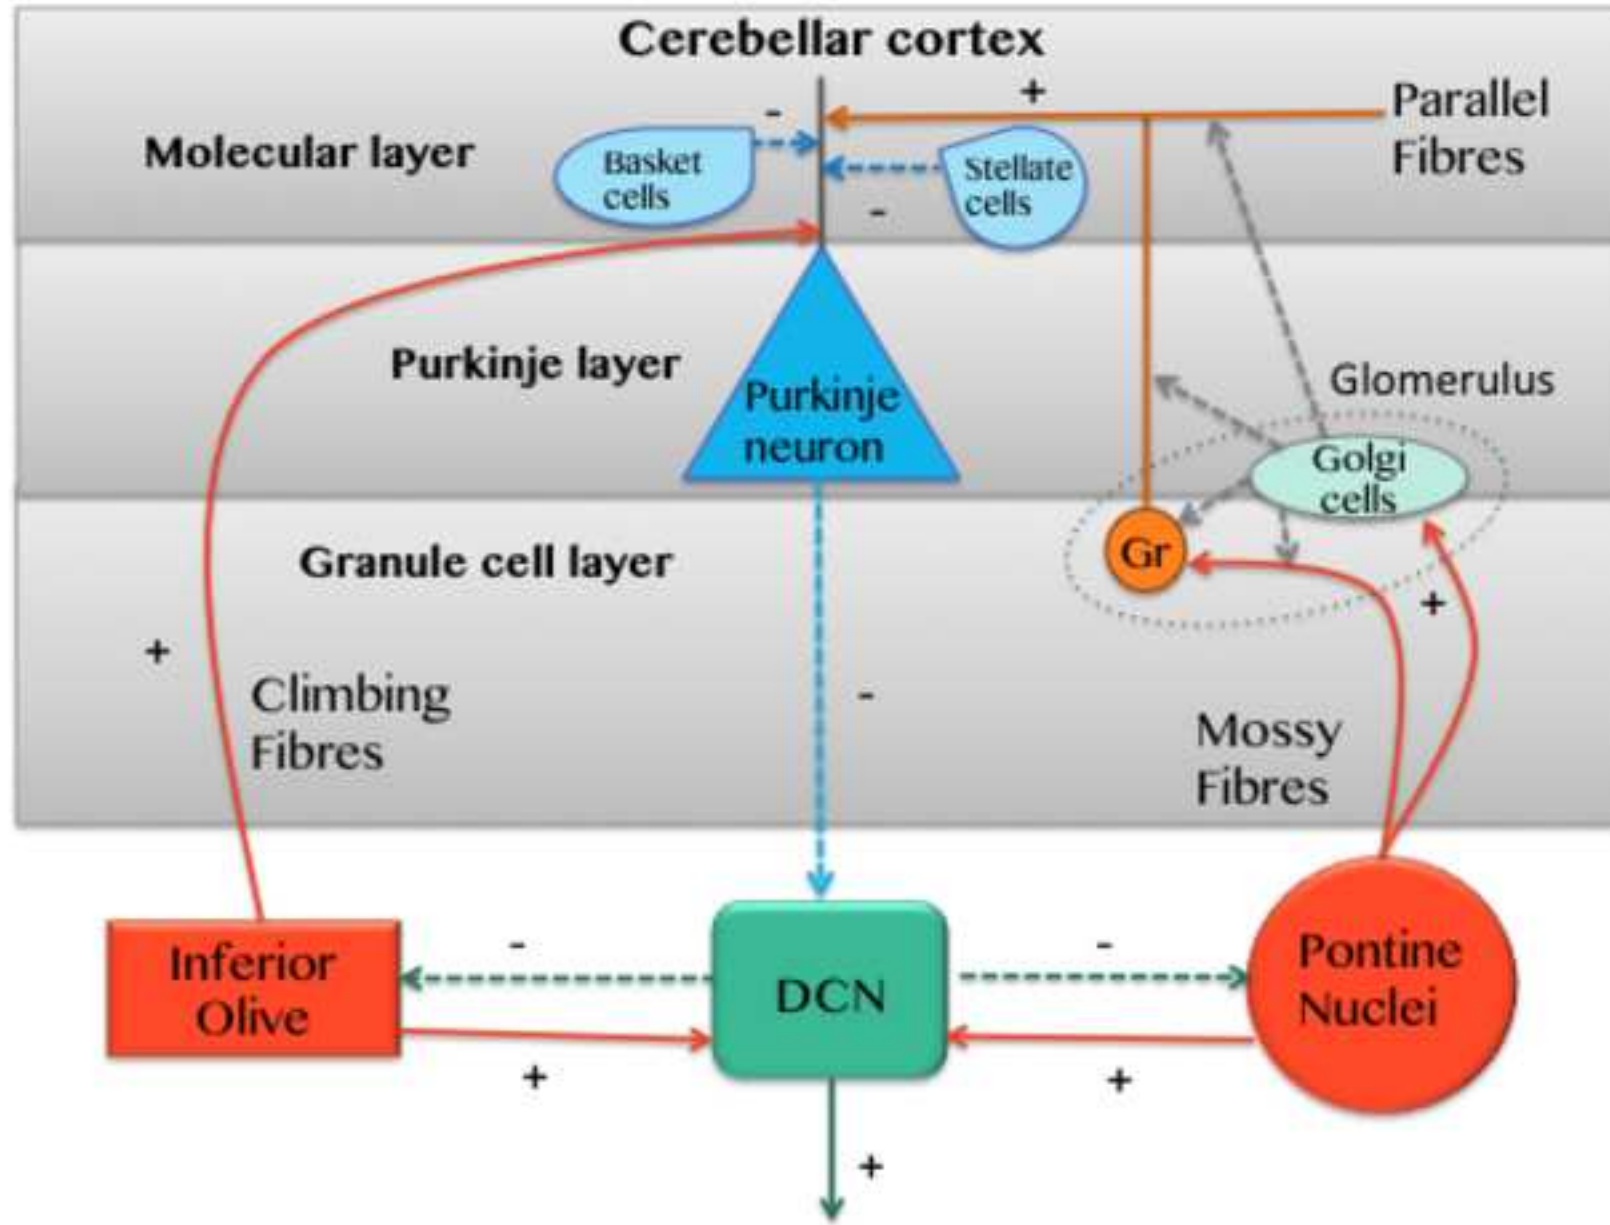 Cerebellar cortex
-
+
Parallel
Fibres
Molecular layer
Basket
cells
Stellate
cells
-
Purkinje layer
Purkinje
neuron
Glomerulus
Golgi
cells
Granule cell layer
Gr
+
+
Climbing
Fibres
-
Mossy
Fibres
Inferior
Olive
-
+
DCN
-
+
Pontine
Nuclei
+